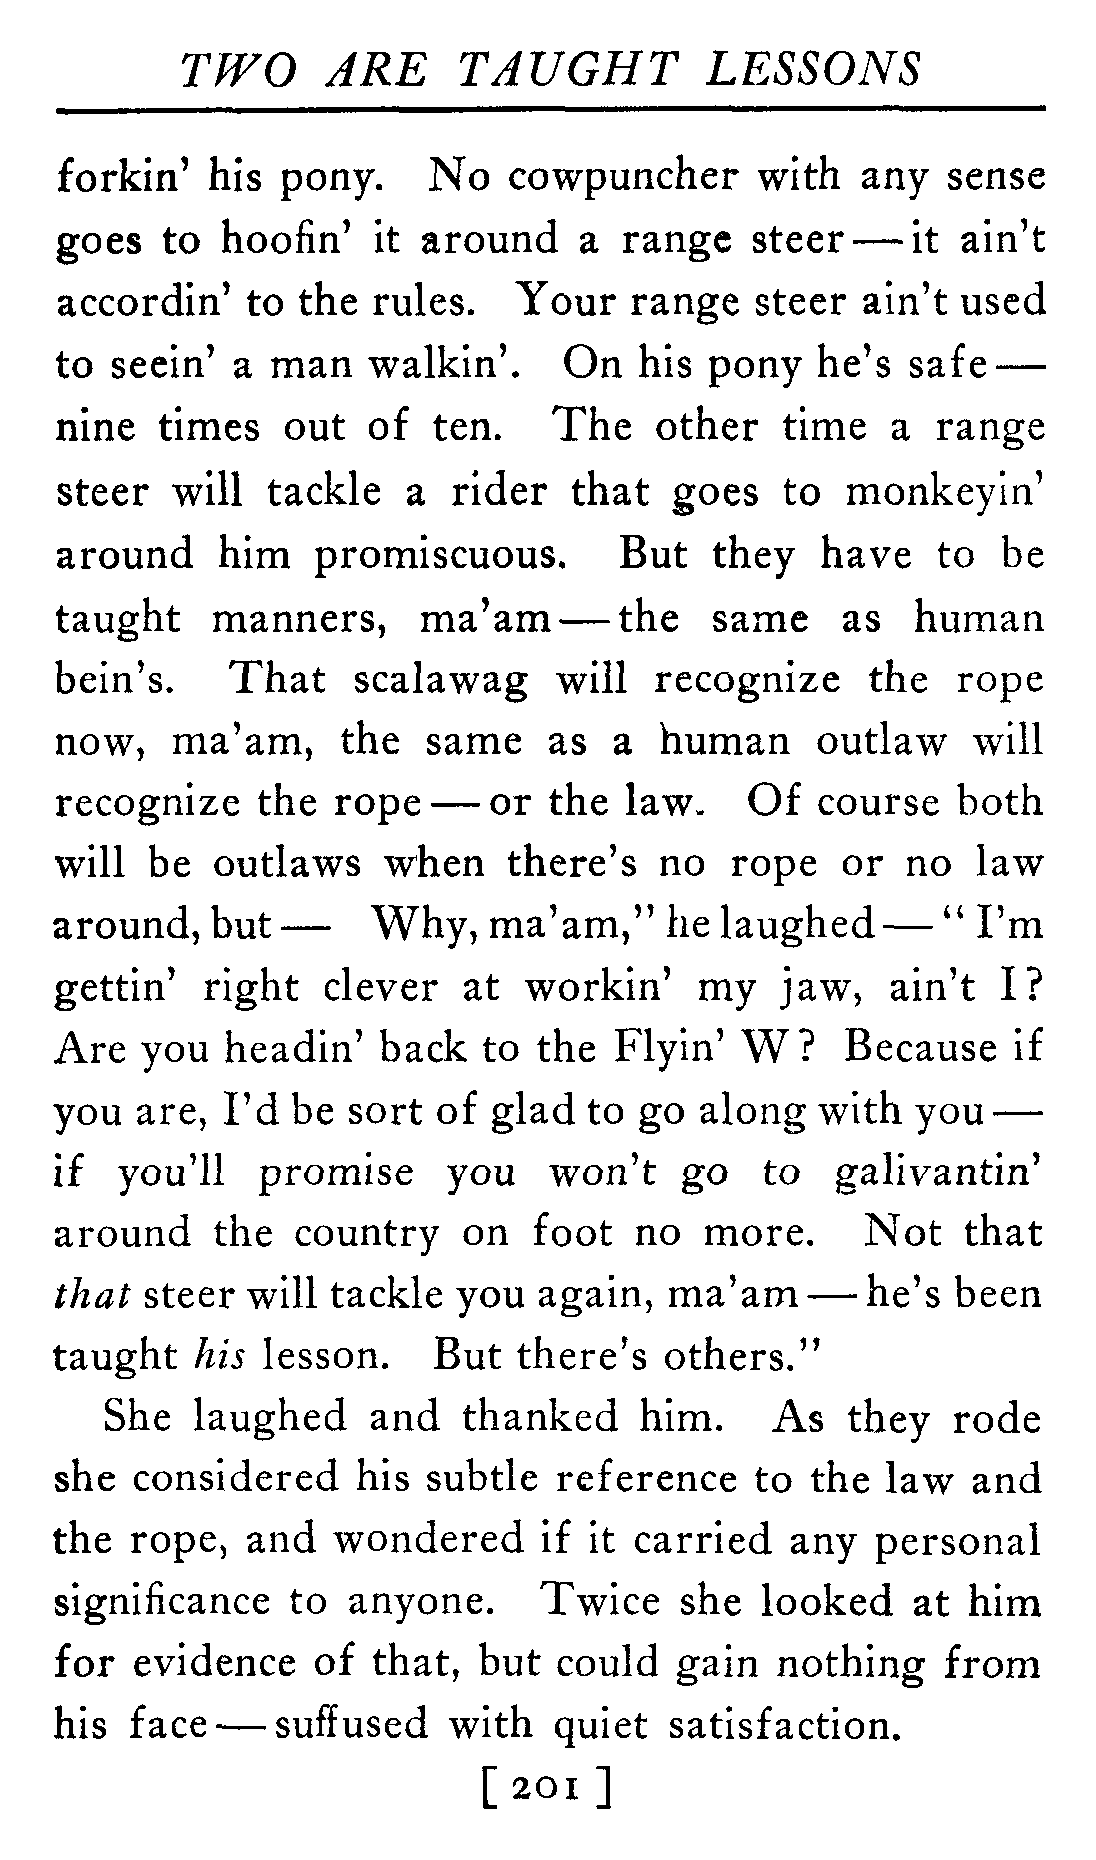 TWO ARE TAUGHT LESSONS
forkin' his pony. No cowpuncher with any sense
goes to hoofin' it around a range steer—it ain't
accordin' to the rules. Your range steer ain't used
to seein' a man walkin'. On his pony he's safe—
nine times out of ten. The other time a range
steer will tackle a rider that goes to monkeyin'
around him promiscuous. But they have to be
taught manners, ma'am—the same as human
bein's. That scalawag will recognize the rope
now, ma'am, the same as a human outlaw will
recognize the rope—or the law. Of course both
will be outlaws when there's no rope or no law
around, but— Why, ma'am," he laughed—"I'm
gettin' right clever at workin' my jaw, ain't I?
Are you headin' back to the Flyin' W? Because if
you are, I'd be sort of glad to go along with you—
if you'll promise you won't go to galivantin'
around the country on foot no more. Not that
that steer will tackle you again, ma'am—he's been
taught his lesson. But there's others."
She laughed and thanked him. As they rode
she considered his subtle reference to the law and
the rope, and wondered if it carried any personal
significance to anyone. Twice she looked at him
for evidence of that, but could gain nothing from
his face—suffused with quiet satisfaction.
[ 201 ]